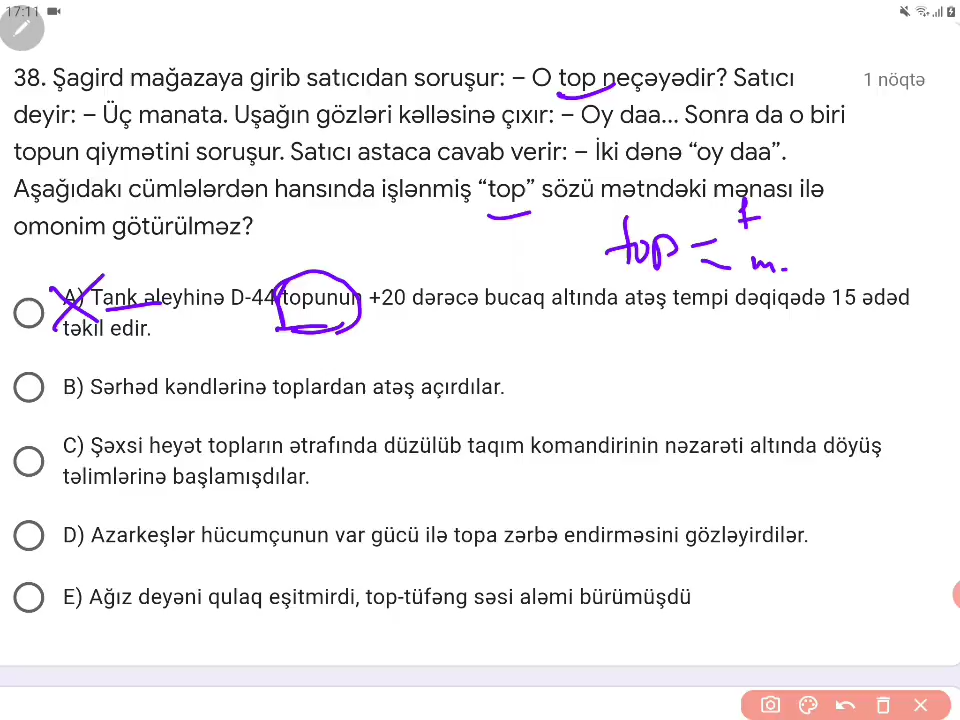 17:11
38. Şagird mağazaya girib satıcıdan soruşur: – O top neçəyədir? Satıcı
1 nöqtə
deyir: – Üç manata. Uşağın gözləri kəlləsinə çıxır: – Oy daa... Sonra da o biri
topun qiymətini soruşur. Satıcı astaca cavab verir: – İki dənə “oy daa”.
Aşağıdakı cümlələrdən hansında işlənmiş “top” sözü mətndəki mənası ilə
omonim götürülməz?
top = f
m.
A) Tank əleyhinə D-44 topunun +20 dərəcə bucaq altında atəş tempi dəqiqədə 15 ədəd
təkil edir.
B) Sərhəd kəndlərinə toplardan atəş açırdılar.
C) Şəxsi heyət topların ətrafında düzülüb taqım komandirinin nəzarəti altında döyüş
təlimlərinə başlamışdılar.
D) Azarkeşlər hücumçunun var gücü ilə topa zərbə endirməsini gözləyirdilər.
E) Ağız deyəni qulaq eşitmirdi, top-tüfəng səsi aləmi bürümüşdü